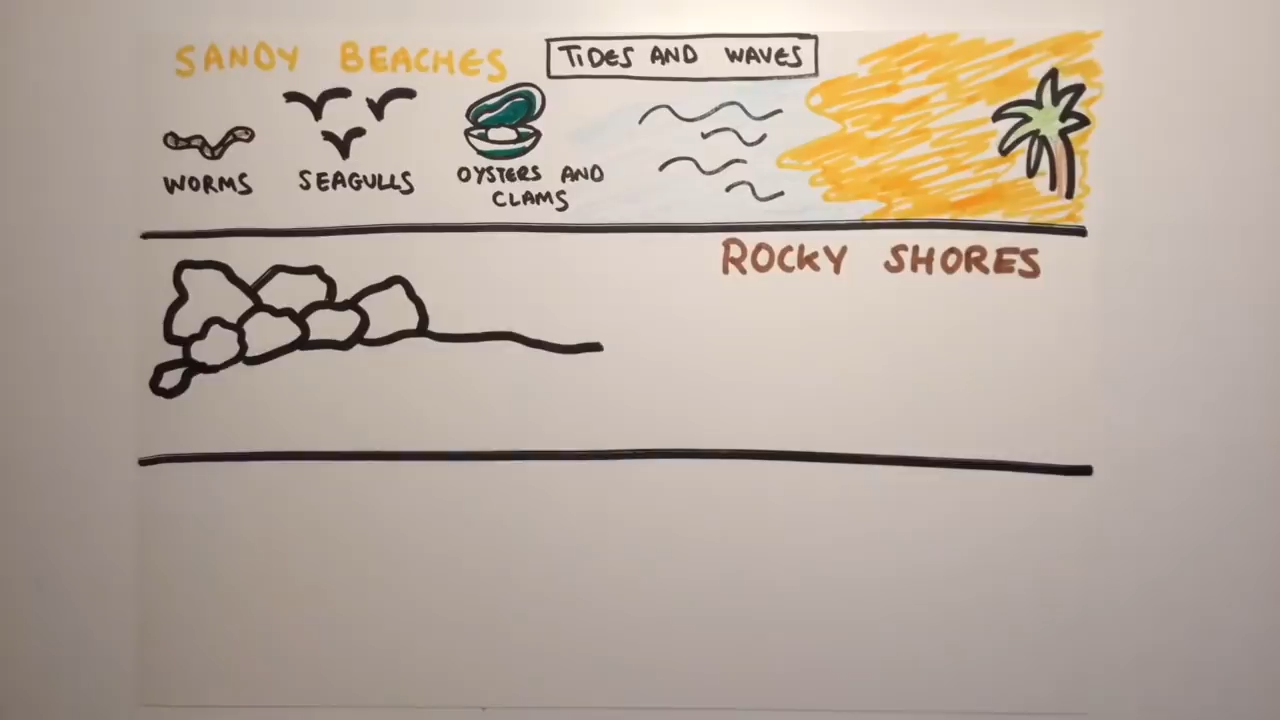 SANDY BEACHES
TIDES AND WAVES
WORMS
SEAGULLS
OYSTERS AND
CLAMS
ROCKY SHORES